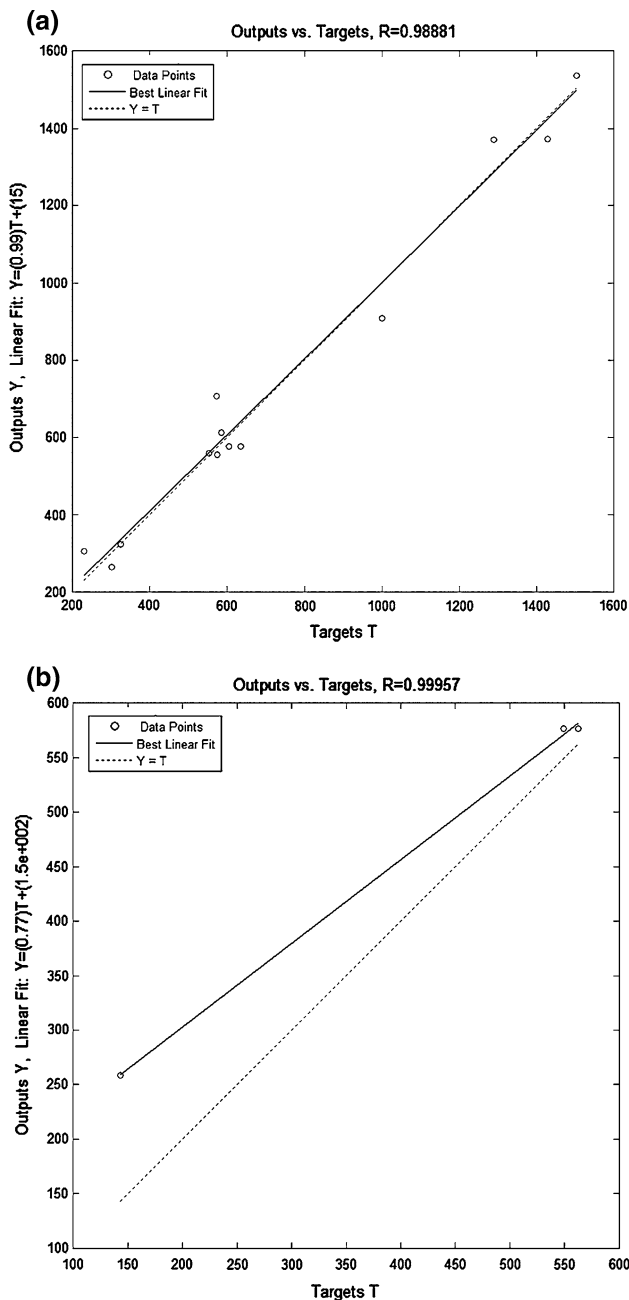 (a)
Outputs vs. Targets, R=0.98881
1600
Data Points
Best Linear Fit
Y = T
1400
1200
1000
800
600
400
200
Outputs Y, Linear Fit: Y=(0.99)T+(15)
200 400 600 800 1000 1200 1400 1600
Targets T
(b)
Outputs vs. Targets, R=0.99957
600
Data Points
Best Linear Fit
Y = T
550
500
450
400
350
300
250
200
150
100
Outputs Y, Linear Fit: Y=(0.77)T+(1.5e+002)
100 150 200 250 300 350 400 450 500 550 600
Targets T